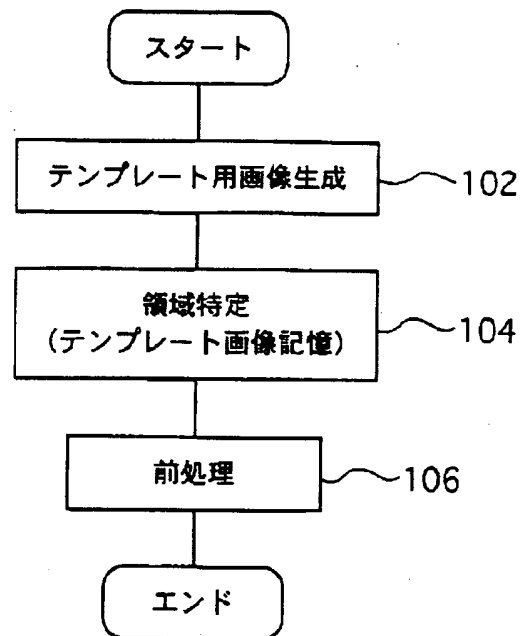 スタート
テンプレート用画像生成
102
領域特定
(テンプレート画像記憶)
104
前処理
106
エンド